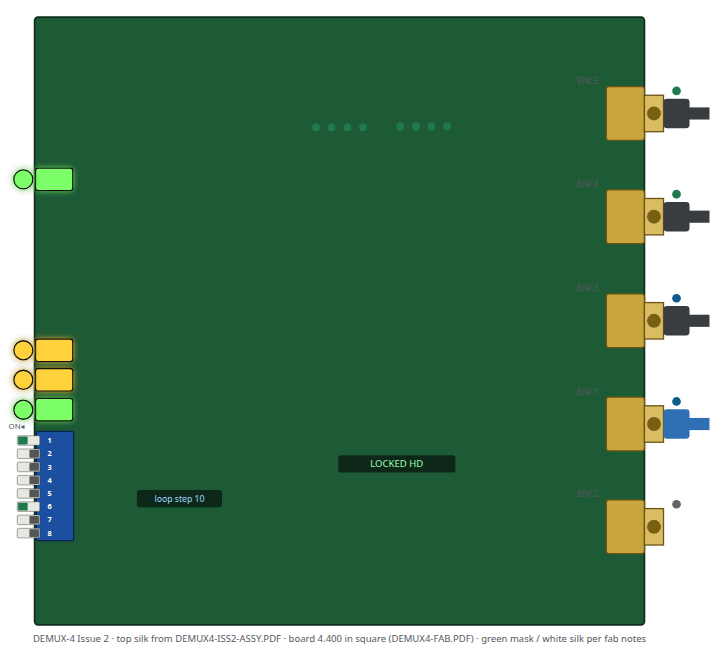 BNC5
BNC4
BNC3
BNC1
ON◂
1
2
3
LOCKED HD
4
5
BNC2
loop step 10
6
7
8
DEMUX-4 Issue 2 · top silk from DEMUX4-ISS2-ASSY.PDF · board 4.400 in square (DEMUX4-FAB.PDF) · green mask / white silk per fab notes